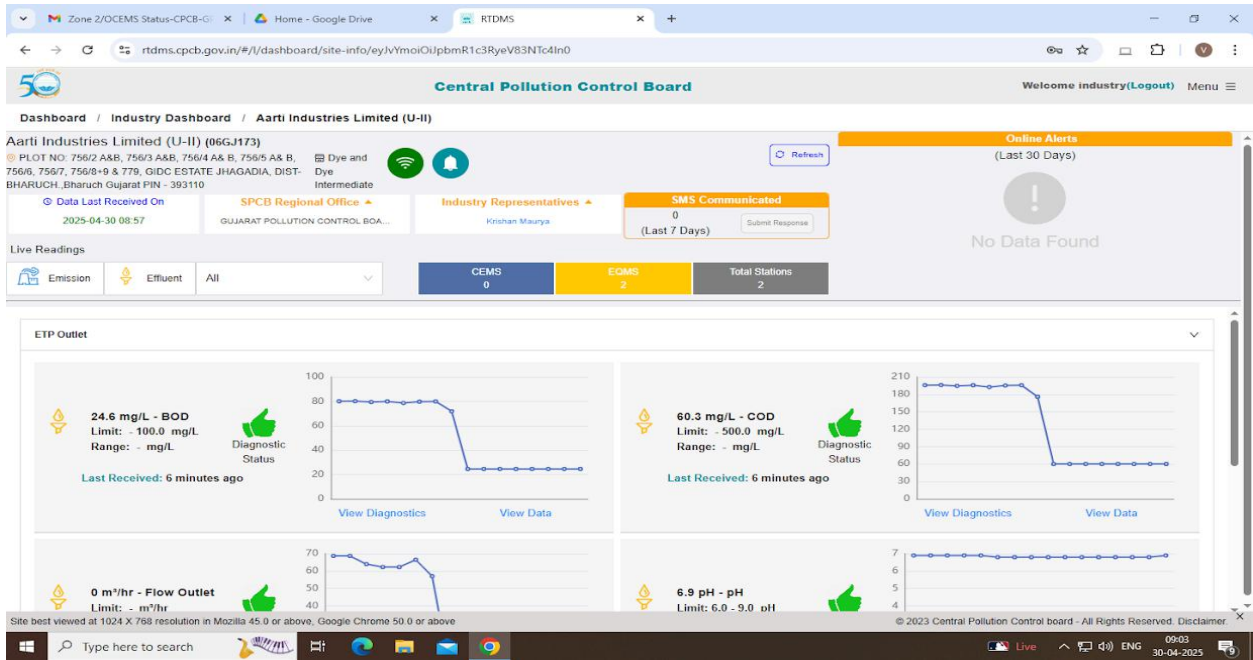 Zone 2/OCEMS Status-CPCB-G
Home - Google Drive
RTDMS
rtdms.cpcb.gov.in/#/l/dashboard/site-info/eyJvYmoiOiJpbmR1c3RyeV83NTc4In0
V
50
Central Pollution Control Board
Welcome industry(Logout) Menu
Dashboard / Industry Dashboard / Aarti Industries Limited (U-II)
Aarti Industries Limited (U-II) (06GJ173)
PLOT NO: 756/2 A&B, 756/3 A&B, 756/4 A& B, 756/5 A& B,
756/6, 756/7, 756/8+9 & 779, GIDC ESTATE JHAGADIA, DIST-
BHARUCH.,Bharuch Gujarat PIN - 393110
Dye and
Dye
Intermediate
Refresh
Online Alerts
(Last 30 Days)
No Data Found
Data Last Received On
2025-04-30 08:57
SPCB Regional Office
GUJARAT POLLUTION CONTROL BOA...
Industry Representatives
Krishan Maurya
SMS Communicated
0
(Last 7 Days)
Submit Response
Live Readings
Emission
Effluent
All
CEMS
0
EQMS
2
Total Stations
2
ETP Outlet
24.6 mg/L - BOD
Limit: - 100.0 mg/L
Range: - mg/L
Diagnostic
Status
Last Received: 6 minutes ago
100
80
60
40
20
0
View Diagnostics View Data
60.3 mg/L - COD
Limit: - 500.0 mg/L
Range: - mg/L
Diagnostic
Status
Last Received: 6 minutes ago
210
180
150
120
90
60
30
0
View Diagnostics View Data
0 m³/hr - Flow Outlet
Limit: - m³/hr
70
60
50
40
6.9 pH - pH
Limit: 6.0 - 9.0 pH
7
6
5
4
Site best viewed at 1024 X 768 resolution in Mozilla 45.0 or above, Google Chrome 50.0 or above
© 2023 Central Pollution Control board - All Rights Reserved. Disclaimer.
Type here to search
Live
ENG
09:03
30-04-2025
9